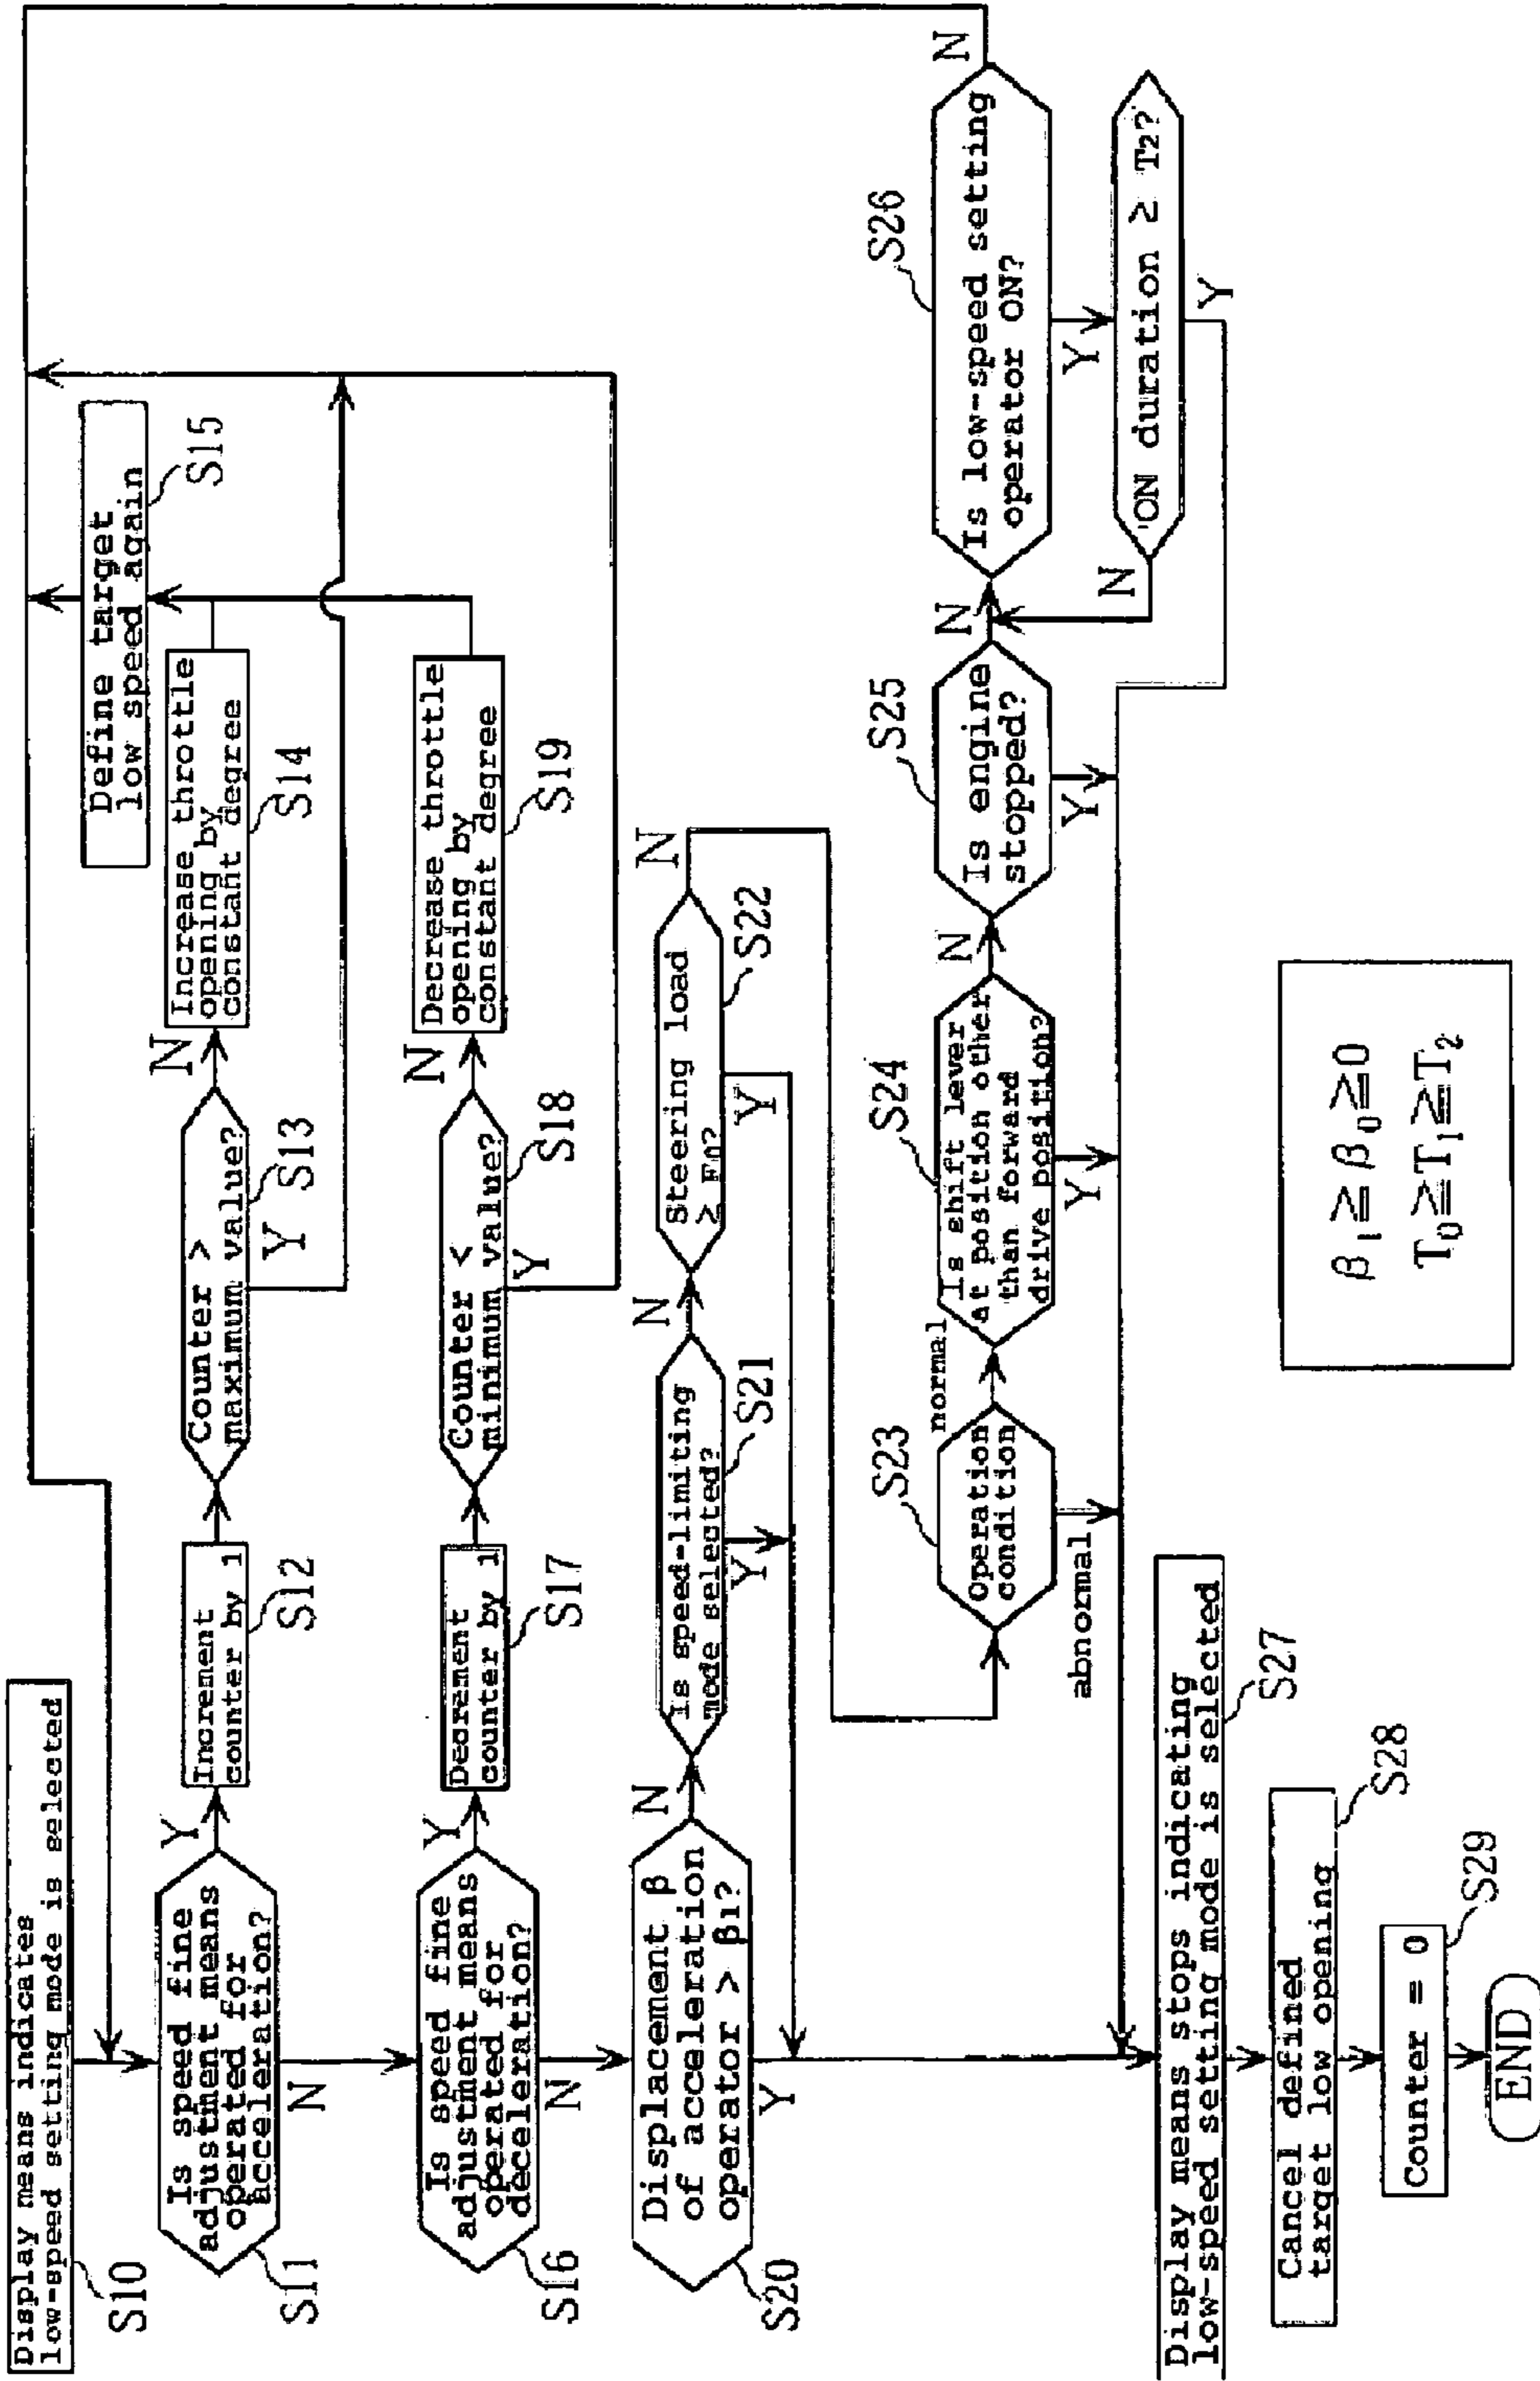 Display means indicates
low-speed setting mode is selected
S10
Is speed fine
adjustment means
operated for
acceleration?
S11
Y
N
Increment
counter by 1
S12
Counter >
maximum value?
S13
Y
N
Increase throttle
opening by
constant degree
S14
Define target
low speed again
S15
Is speed fine
adjustment means
operated for
deceleration?
S16
Y
N
Decrement
counter by 1
S17
Counter <
minimum value?
S18
Y
N
Decrease throttle
opening by
constant degree
S19
Displacement β
of acceleration
operator > β1?
S20
N
Y
Is speed-limiting
mode selected?
S21
N
Y
Steering load
≥ F0?
S22
N
Y
Operation
condition
S23
normal
abnormal
Is shift lever
at position other
than forward
drive position?
S24
N
Y
Is engine
stopped?
S25
N
Y
Is low-speed setting
operator ON?
S26
N
Y
ON duration ≥ T2?
N
Y
Display means stops indicating
low-speed setting mode is selected
S27
Cancel defined
target low opening
S28
Counter = 0
S29
END
β1≧β0≧0
T0≧T1≧T2